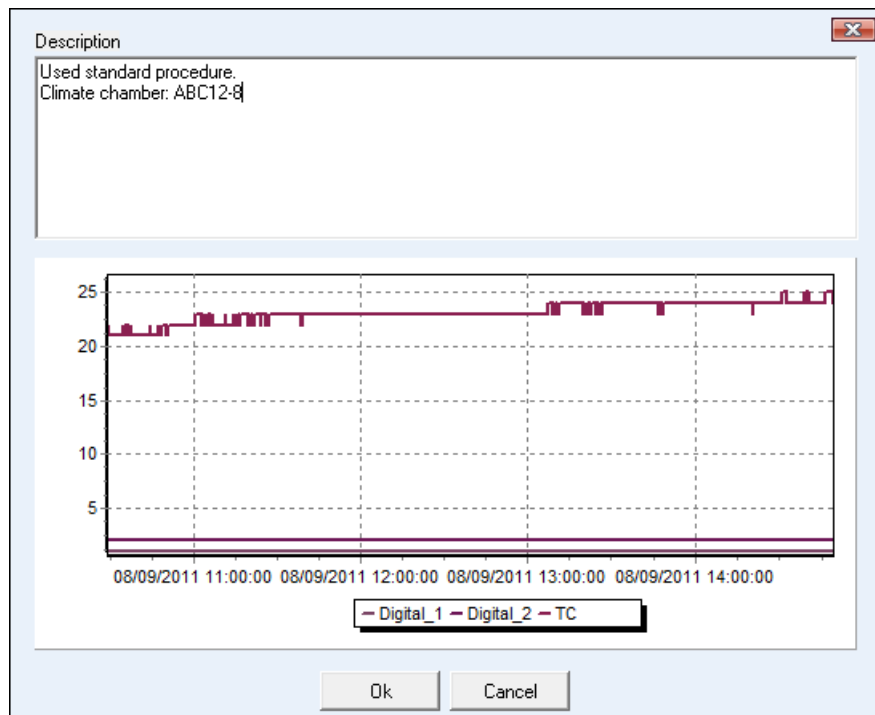 Description
Used standard procedure.
Climate chamber: ABC12-8
25
20
15
10
5
08/09/2011 11:00:00 08/09/2011 12:00:00 08/09/2011 13:00:00 08/09/2011 14:00:00
Digital_1 Digital_2 TC
Ok Cancel